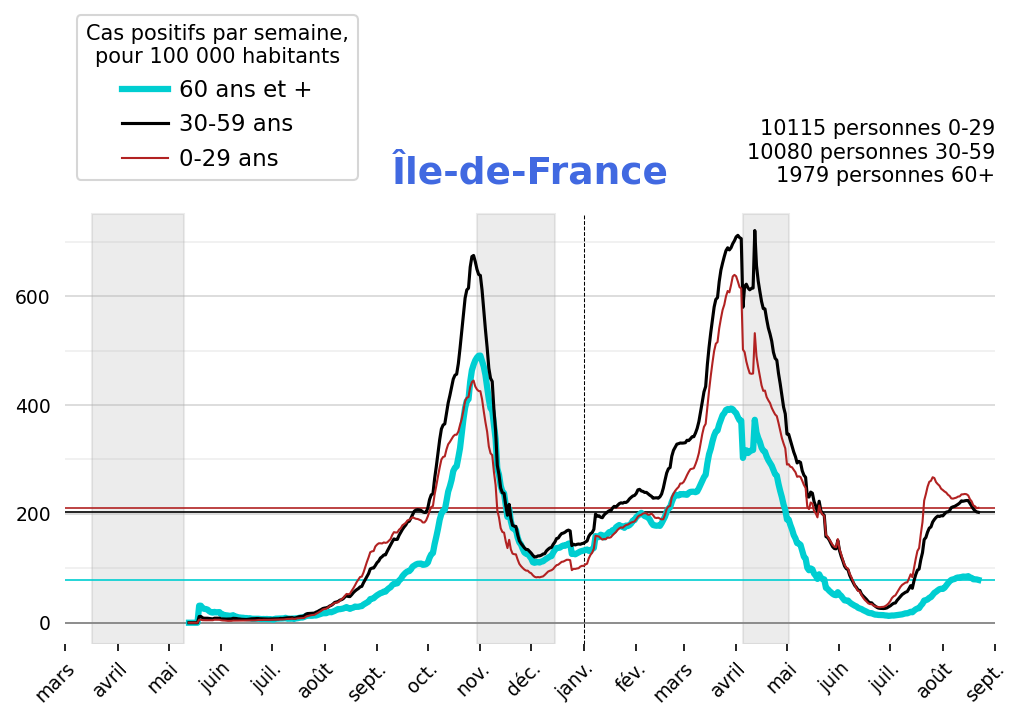 Cas positifs par semaine,
pour 100 000 habitants
60 ans et +
30-59 ans
0-29 ans
10115 personnes 0-29
10080 personnes 30-59
1979 personnes 60+
Île-de-France
600
400
200
0
mars
avril
mai
juin
juil.
août
sept.
oct.
nov.
déc.
janv.
fév.
mars
avril
mai
juin
juil.
août
sept.